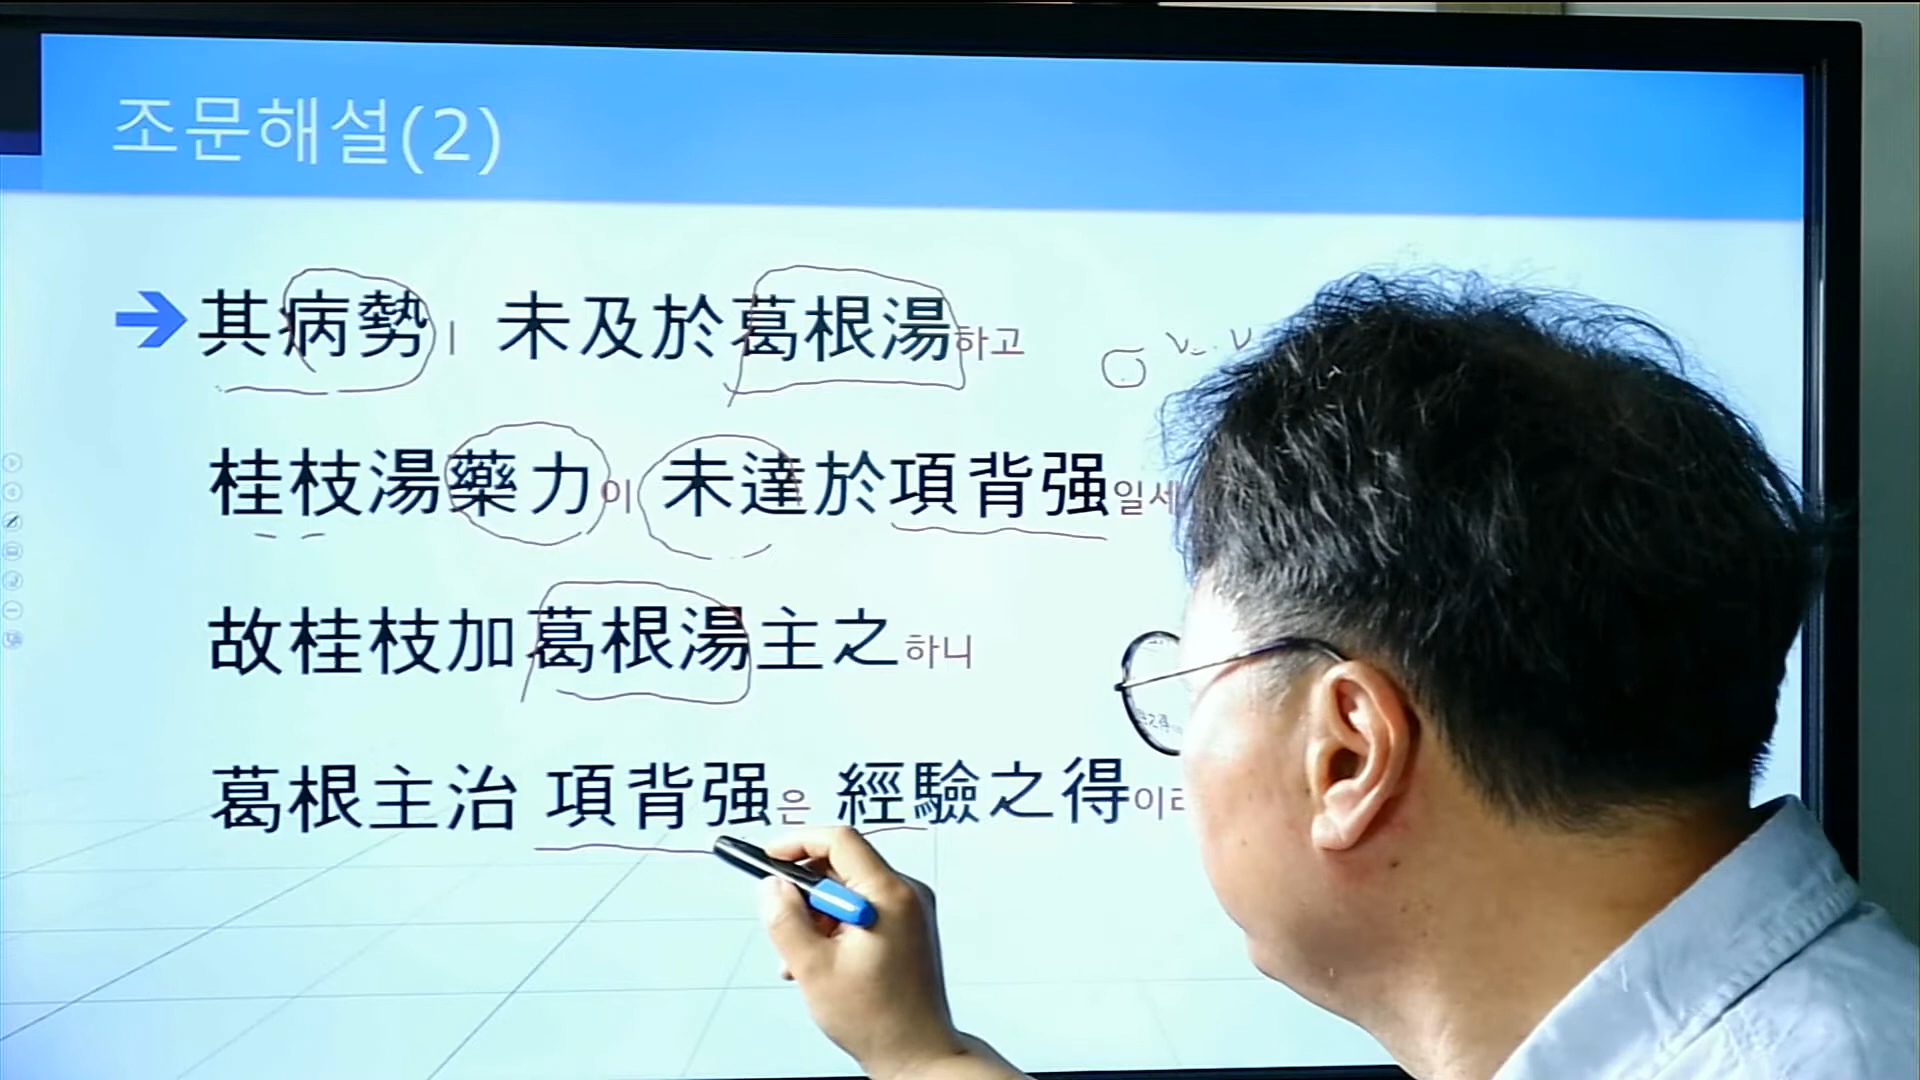 조문해설(2)
其病勢ㅣ 未及於葛根湯하고
桂枝湯藥力이 未達於項背强일세
故桂枝加葛根湯主之하니
葛根主治 項背强은 經驗之得이라